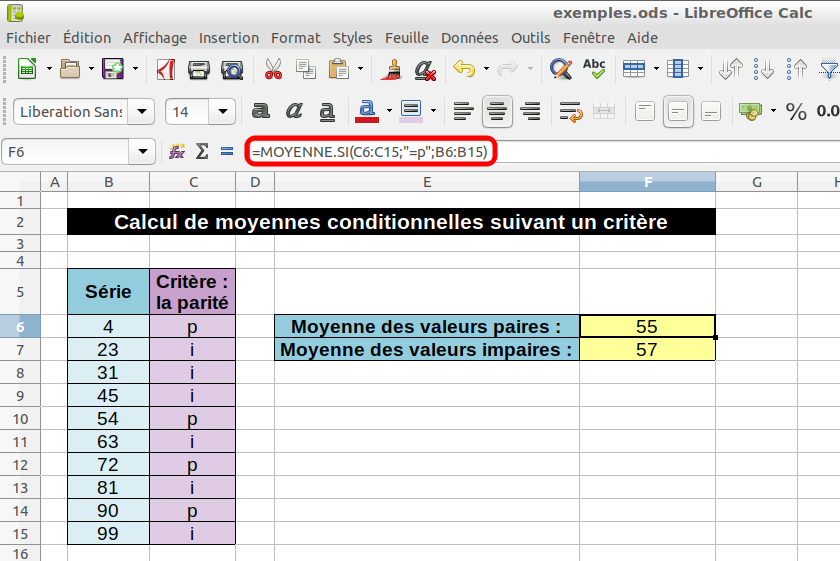 exemples.ods - LibreOffice Calc
Fichier Édition Affichage Insertion Format Styles Feuille Données Outils Fenêtre Aide
Abc
Liberation Sans 14 a a a a % 0.0
F6 fx Σ = =MOYENNE.SI(C6:C15;"=p";B6:B15)
A B C D E F G H
1
2 Calcul de moyennes conditionnelles suivant un critère
3
4
5 Série Critère :
la parité
6 4 p Moyenne des valeurs paires : 55
7 23 i Moyenne des valeurs impaires : 57
8 31 i
9 45 i
10 54 p
11 63 i
12 72 p
13 81 i
14 90 p
15 99 i
16